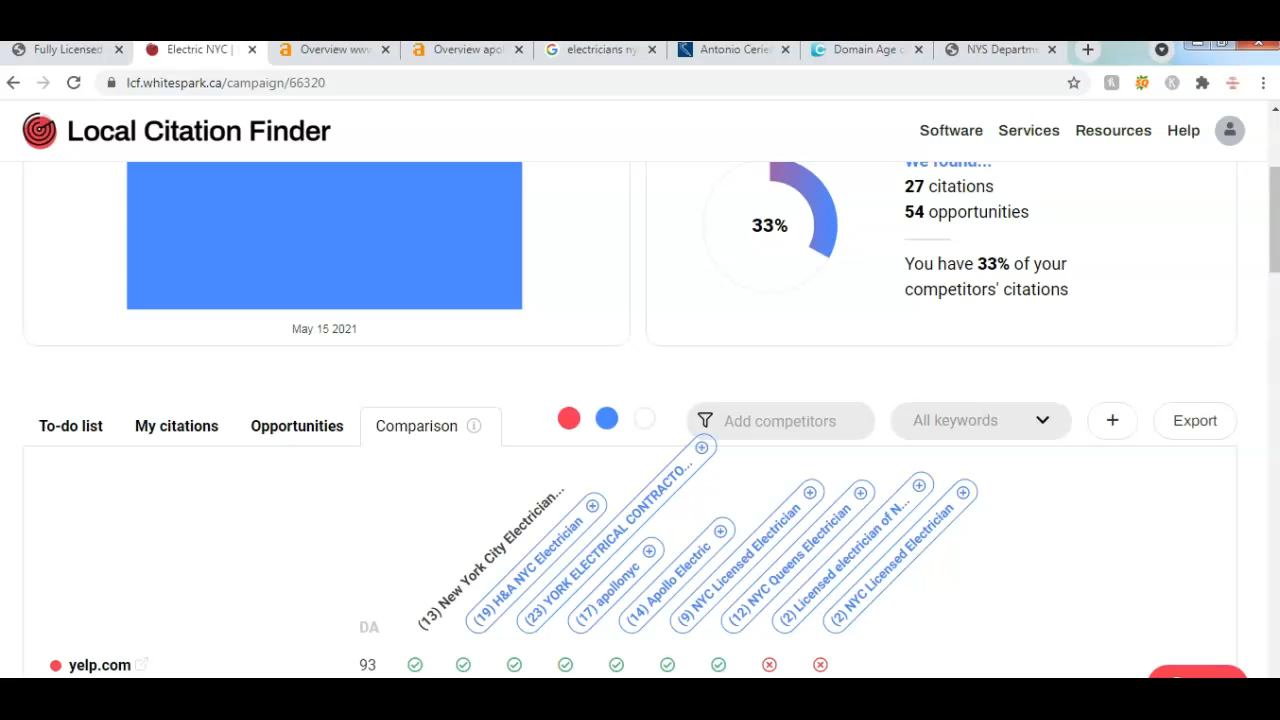 Fully Licensed
Electric NYC |
Overview www
Overview apol
electricians ny
Antonio Cerie
Domain Age c
NYS Departme
lcf.whitespark.ca/campaign/66320
Local Citation Finder
Software Services Resources Help
We found...
27 citations
54 opportunities
You have 33% of your
competitors' citations
33%
May 15 2021
To-do list My citations Opportunities Comparison
Add competitors
All keywords
+
Export
DA
(13) New York City Electrician...
(19) H&A NYC Electrician
(23) YORK ELECTRICAL CONTRACTO...
(17) apollonyc
(14) Apollo Electric
(9) NYC Licensed Electrician
(12) NYC Queens Electrician
(2) Licensed electrician of N...
(2) NYC Licensed Electrician
yelp.com 93